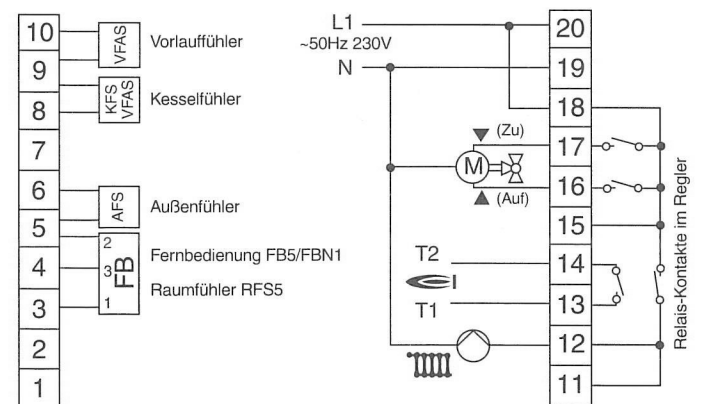 10
9
8
7
6
5
4
3
2
1
VFAS
Vorlauffühler
KFS
VFAS
Kesselfühler
AFS
Außenfühler
2
3
1
FB
Fernbedienung FB5/FBN1
Raumfühler RFS5
L1
~50Hz 230V
N
(Zu)
M
(Auf)
T2
I
T1
20
19
18
17
16
15
14
13
12
11
Relais-Kontakte im Regler